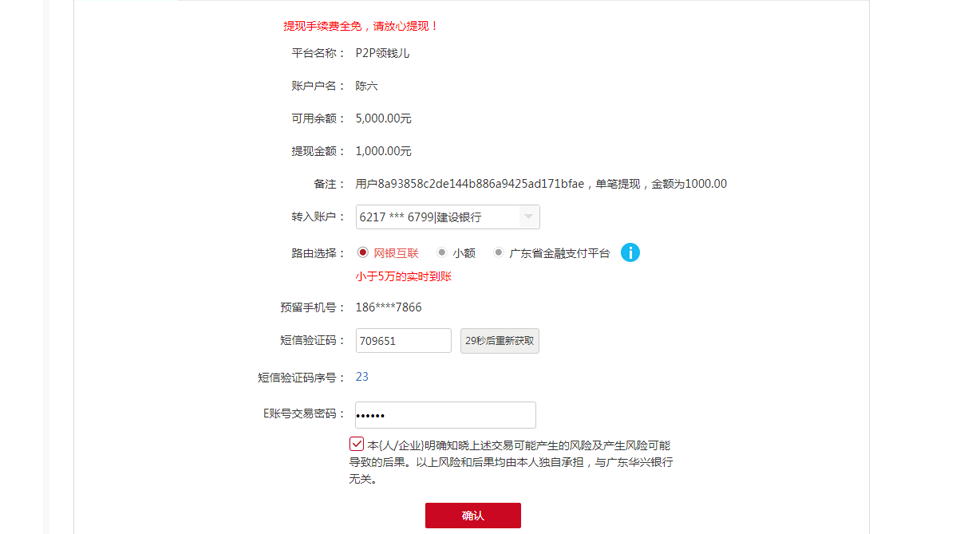 提现手续费全免，请放心提现！
平台名称： P2P领钱儿
账户户名： 陈六
可用余额： 5,000.00元
提现金额： 1,000.00元
备注： 用户8a93858c2de144b886a9425ad171bfae，单笔提现，金额为1000.00
转入账户： 6217 *** 6799|建设银行
路由选择： 网银互联 小额 广东省金融支付平台 i
小于5万的实时到账
预留手机号： 186****7866
短信验证码： 709651 29秒后重新获取
短信验证码序号： 23
E账号交易密码： ••••••
本{人/企业}明确知晓上述交易可能产生的风险及产生风险可能
导致的后果。以上风险和后果均由本人独自承担，与广东华兴银行
无关。
确认